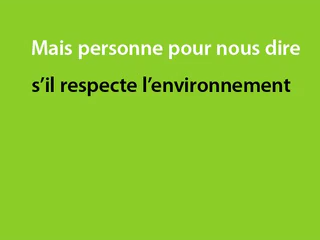 Mais personne pour nous dire
s’il respecte l’environnement